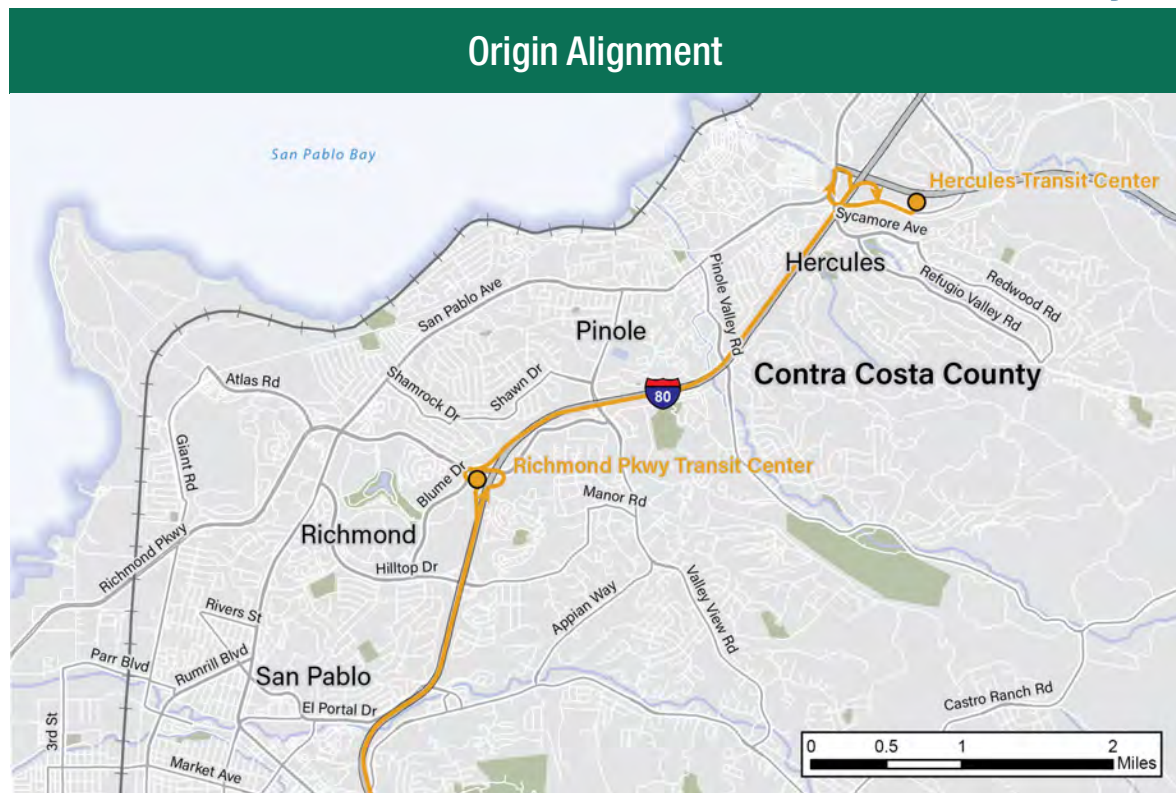 Origin Alignment
San Pablo Bay
Hercules Transit Center
Sycamore Ave
Hercules
Redwood Rd
Refugio Valley Rd
Pinole Valley Rd
San Pablo Ave
Pinole
Contra Costa County
Atlas Rd
Shamrock Dr
Shawn Dr
80
Giant Rd
Blume Dr
Richmond Pkwy Transit Center
Manor Rd
Richmond
Richmond Pkwy
Hilltop Dr
Appian Way
Valley View Rd
Rivers St
Parr Blvd
Rumrill Blvd
San Pablo
El Portal Dr
Castro Ranch Rd
3rd St
Market Ave
0 0.5 1 2
Miles